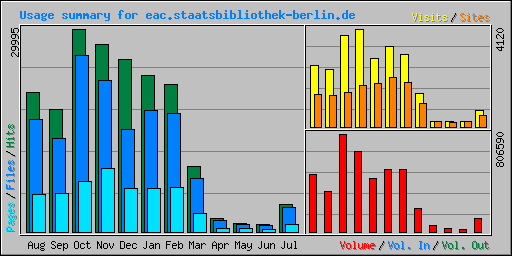 Usage summary for eac.staatsbibliothek-berlin.de
Visits/Sites
29995
4120
Pages/Files/Hits
806590
Aug Sep Oct Nov Dec Jan Feb Mar Apr May Jun Jul
Volume/Vol. In/Vol. Out